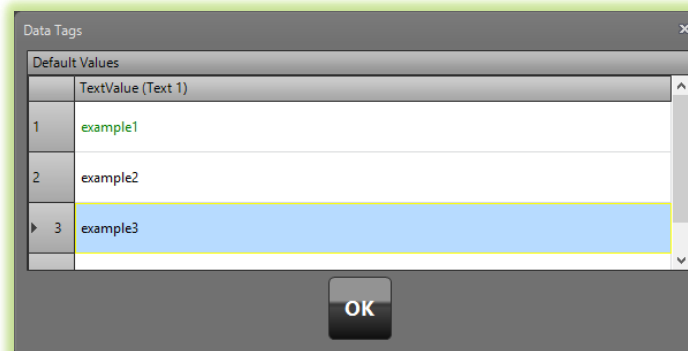 Data Tags
Default Values
TextValue (Text 1)
1 example1
2 example2
3 example3
OK